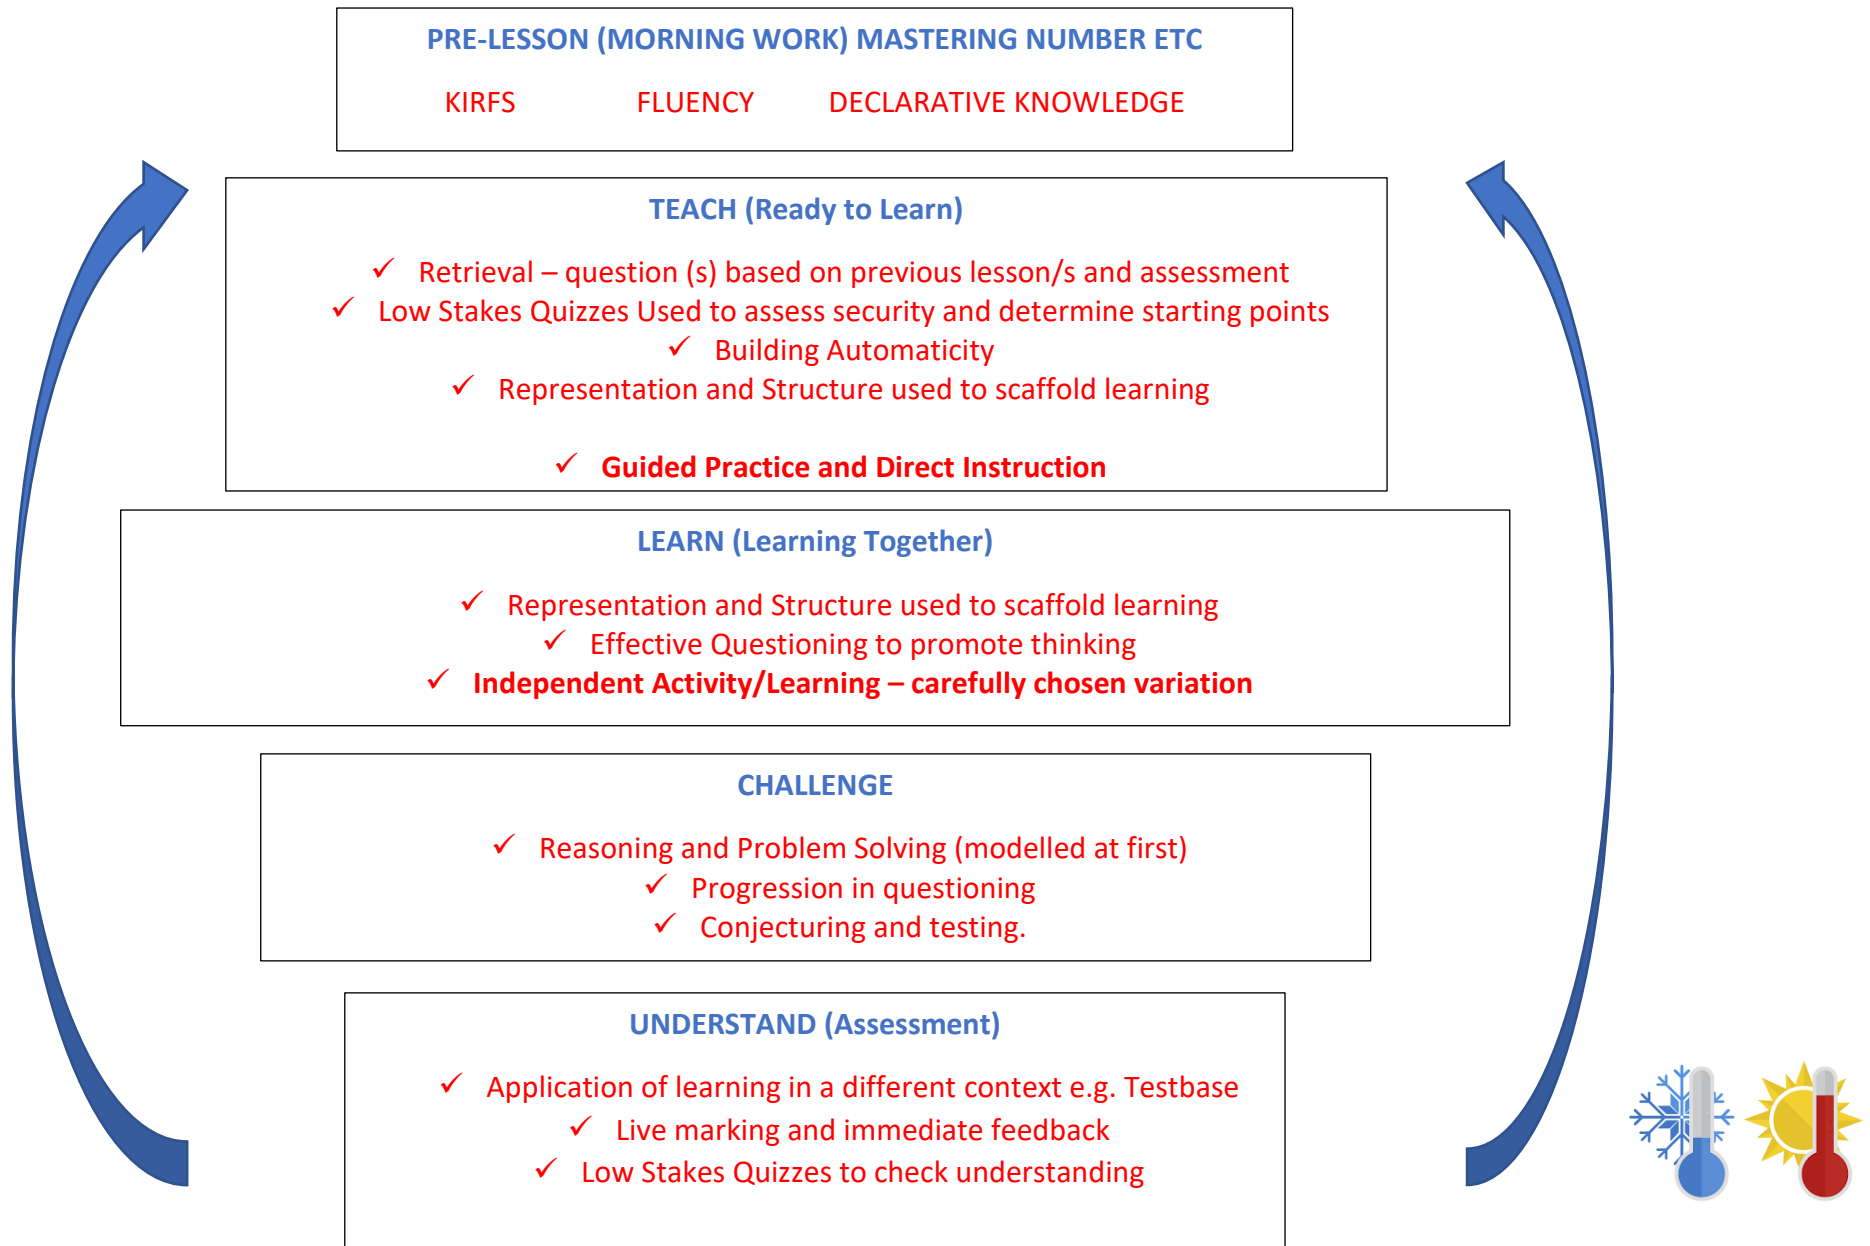 PRE-LESSON (MORNING WORK) MASTERING NUMBER ETC
KIRFS FLUENCY DECLARATIVE KNOWLEDGE
TEACH (Ready to Learn)
✓ Retrieval – question (s) based on previous lesson/s and assessment
✓ Low Stakes Quizzes Used to assess security and determine starting points
✓ Building Automaticity
✓ Representation and Structure used to scaffold learning
✓ Guided Practice and Direct Instruction
LEARN (Learning Together)
✓ Representation and Structure used to scaffold learning
✓ Effective Questioning to promote thinking
✓ Independent Activity/Learning – carefully chosen variation
CHALLENGE
✓ Reasoning and Problem Solving (modelled at first)
✓ Progression in questioning
✓ Conjecturing and testing.
UNDERSTAND (Assessment)
✓ Application of learning in a different context e.g. Testbase
✓ Live marking and immediate feedback
✓ Low Stakes Quizzes to check understanding